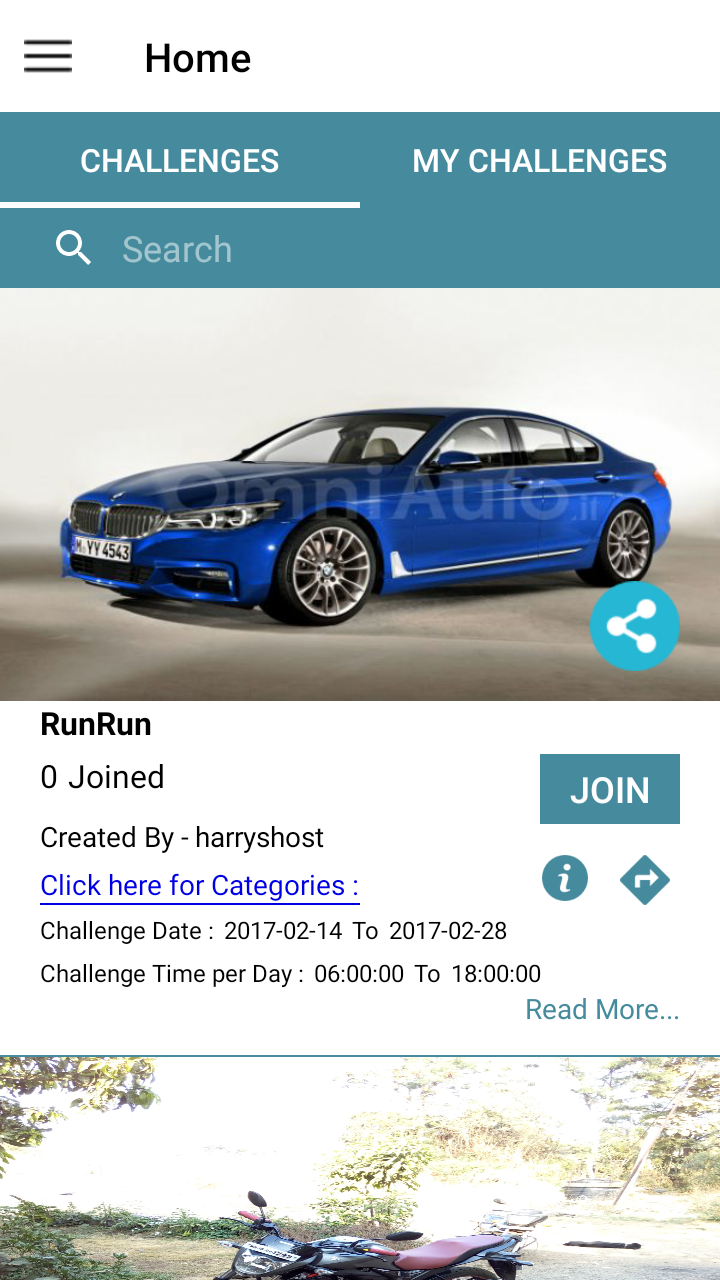 Home
CHALLENGES
MY CHALLENGES
Search
OmniAuto.it
M YY 4543
RunRun
0 Joined
JOIN
Created By - harryshost
Click here for Categories :
Challenge Date : 2017-02-14 To 2017-02-28
Challenge Time per Day : 06:00:00 To 18:00:00
Read More...